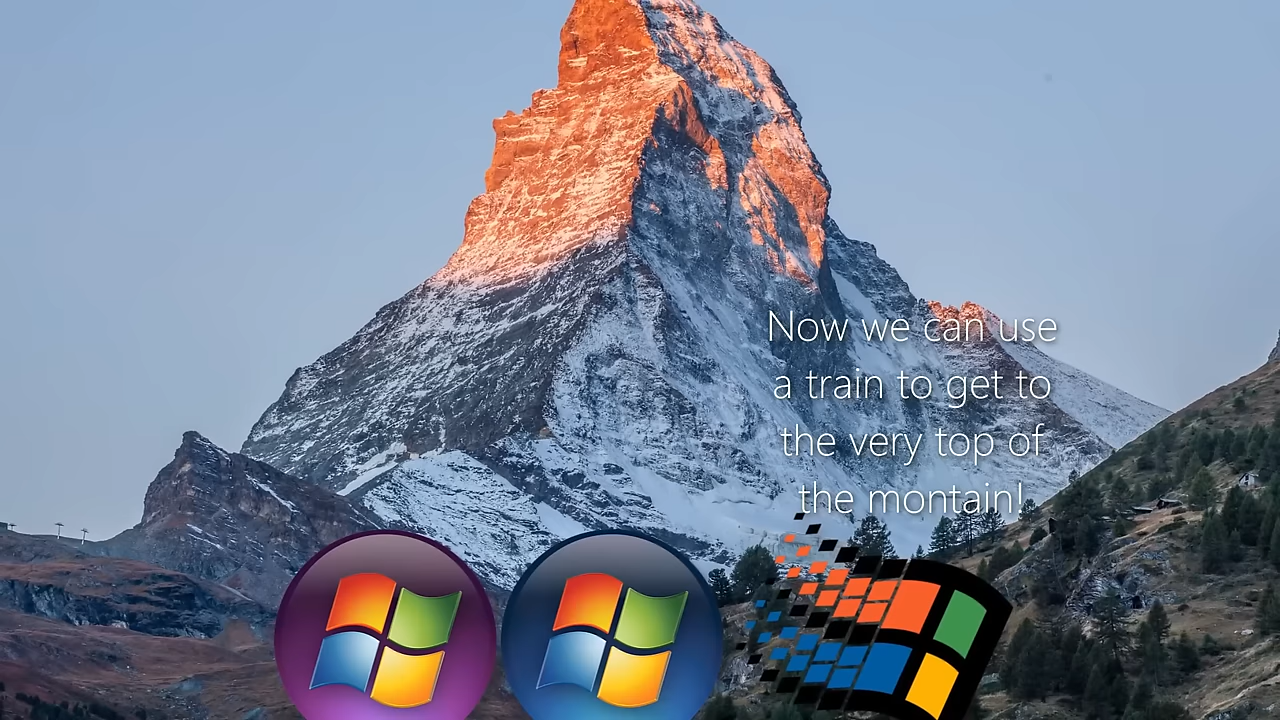 Now we can use
a train to get to
the very top of
the montain!